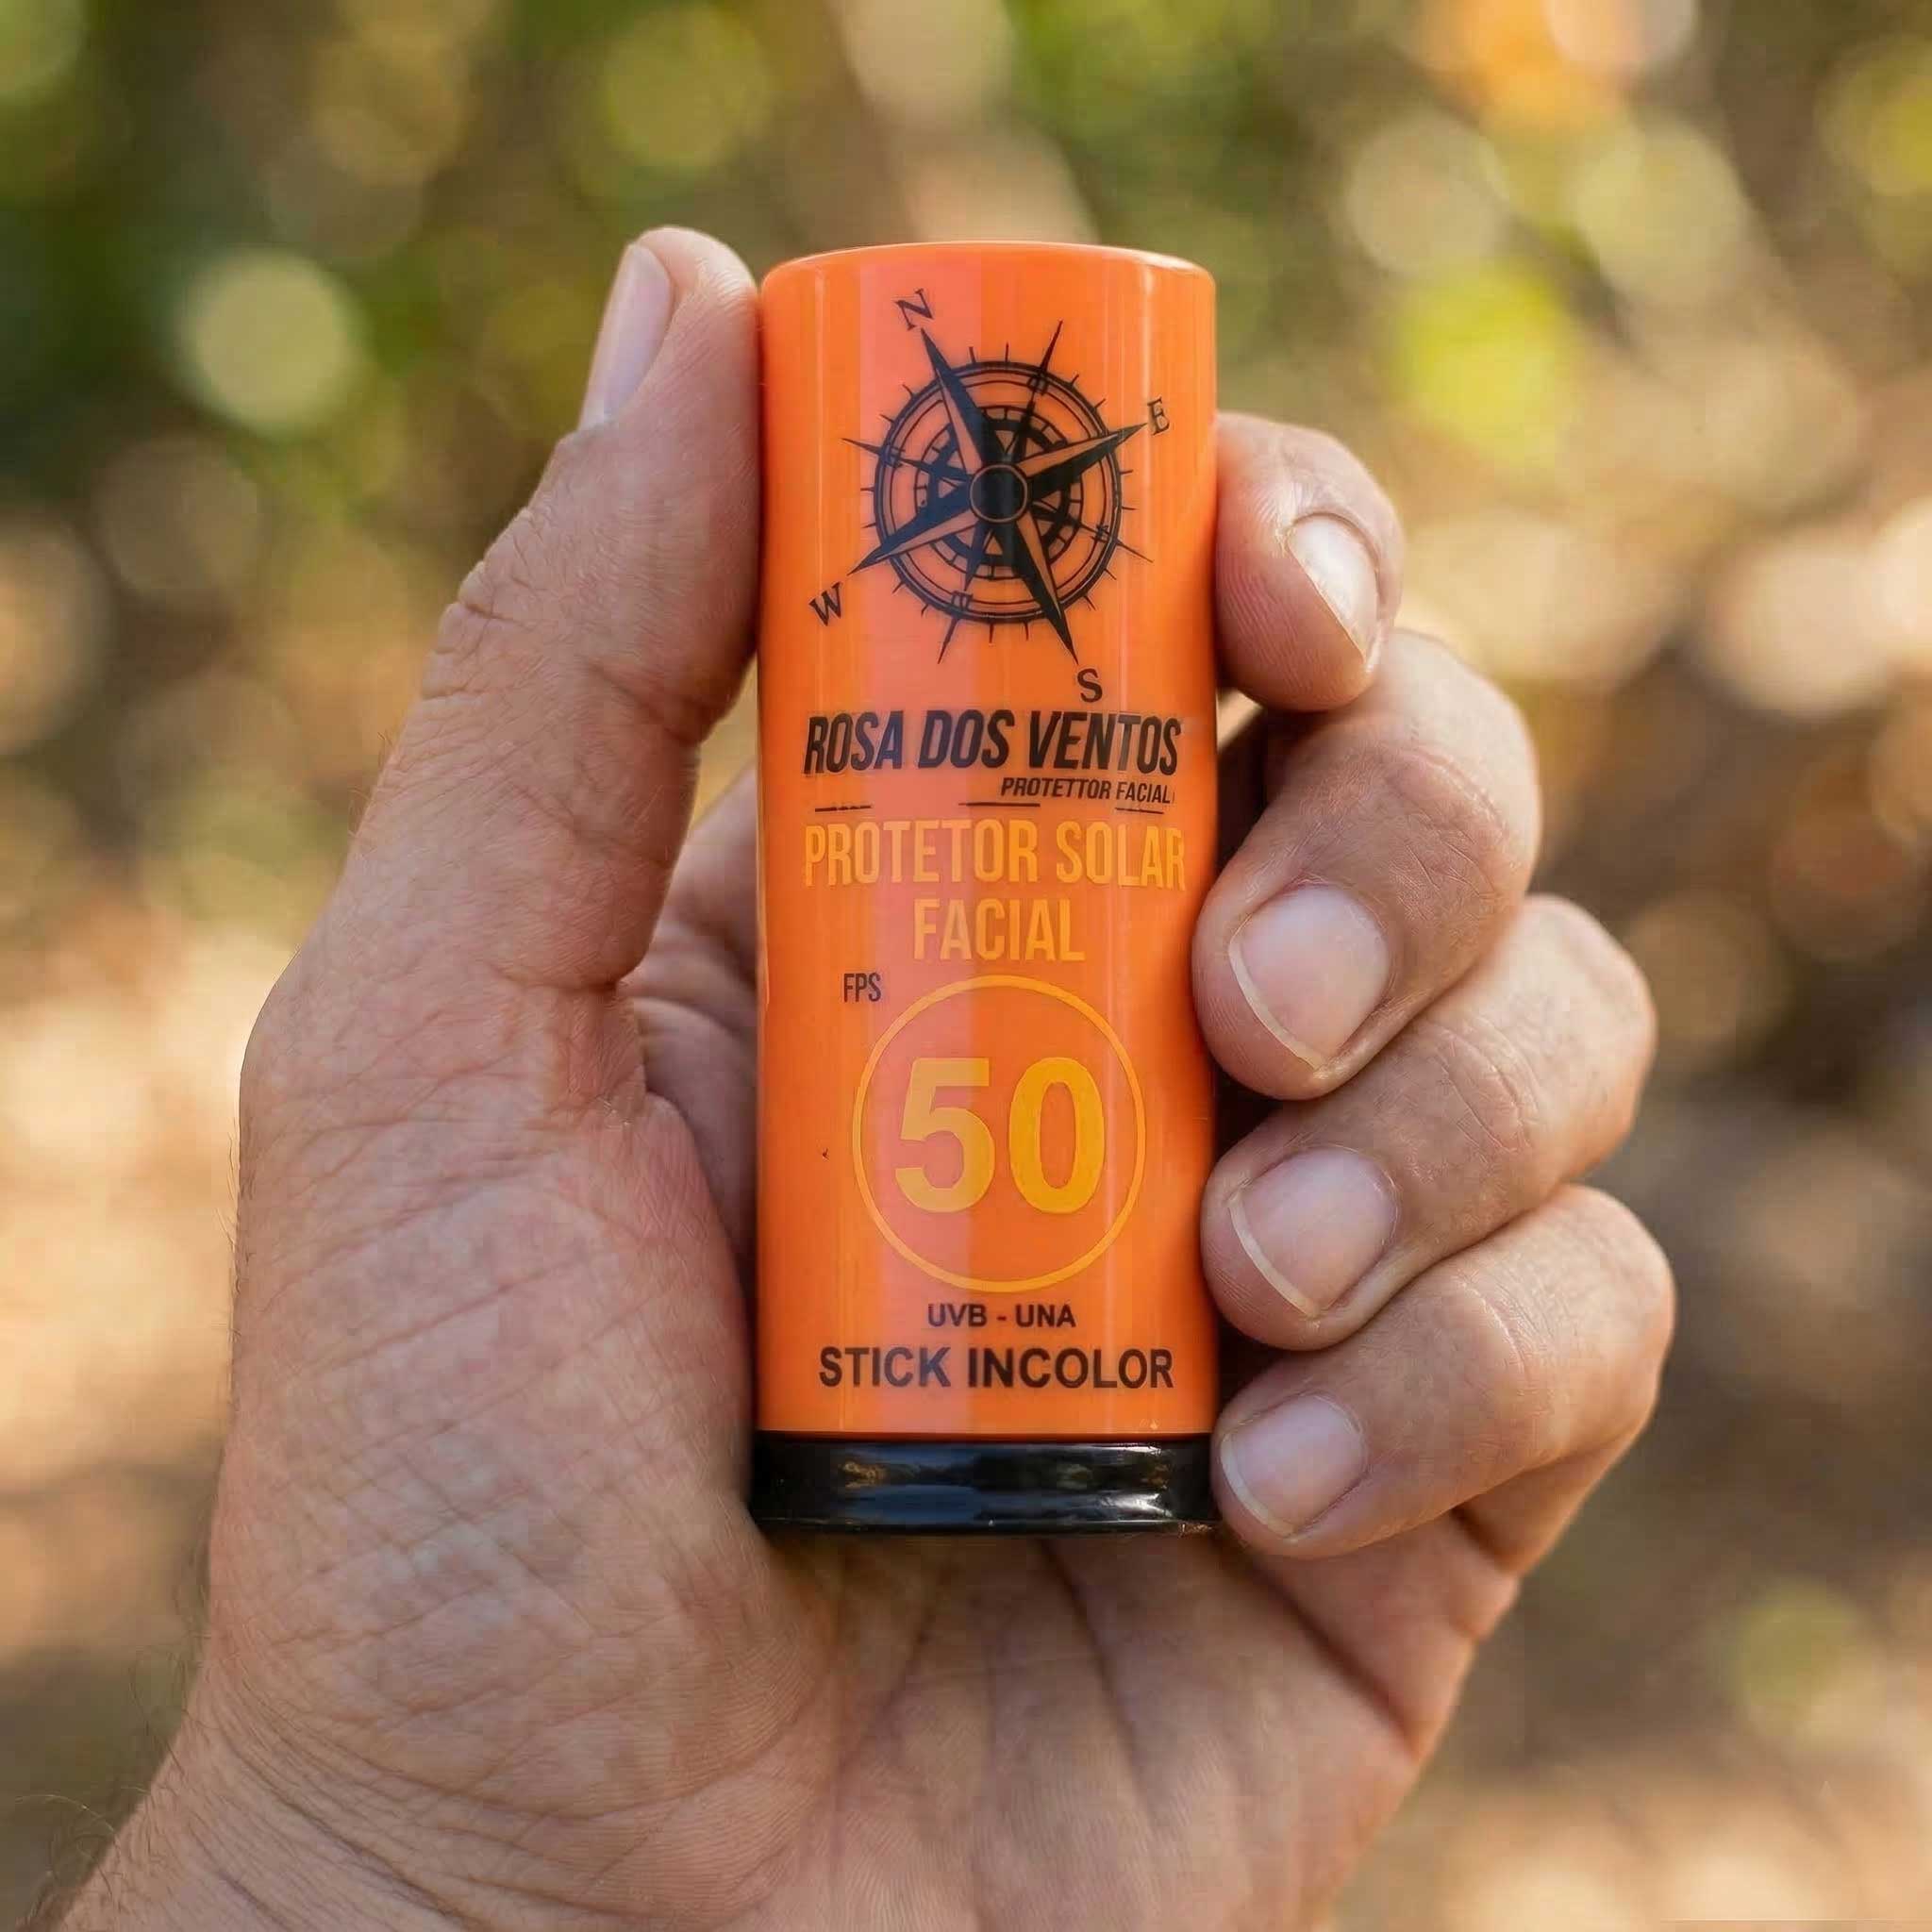 N
E
W
S
ROSA DOS VENTOS
PROTETTOR FACIAL
PROTETOR SOLAR
FACIAL
FPS
50
UVB - UNA
STICK INCOLOR